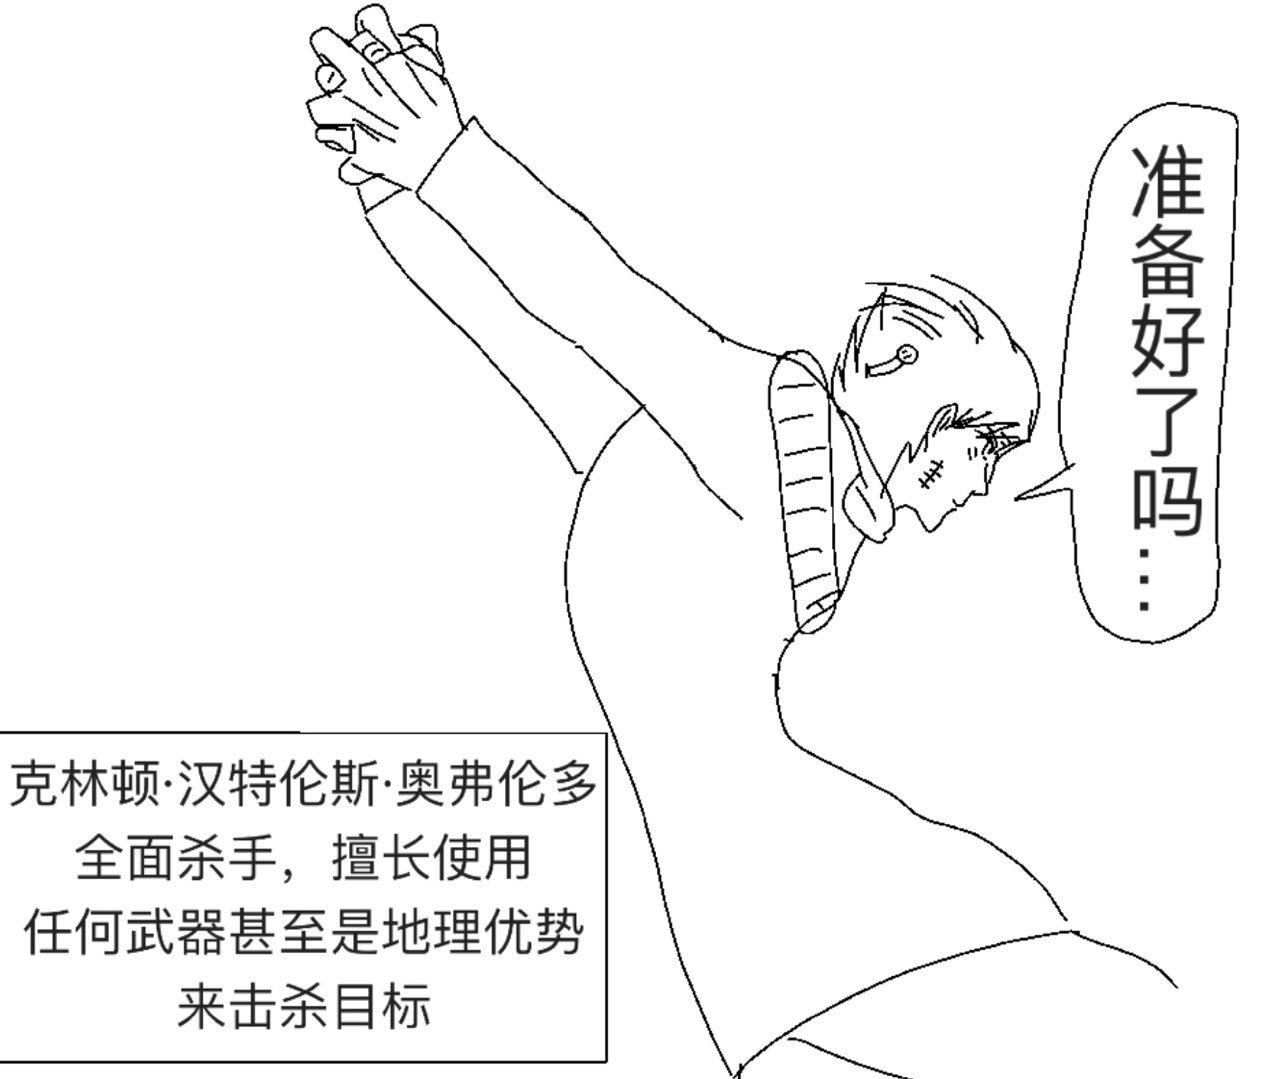 准备好了吗…
克林顿·汉特伦斯·奥弗伦多
全面杀手，擅长使用
任何武器甚至是地理优势
来击杀目标